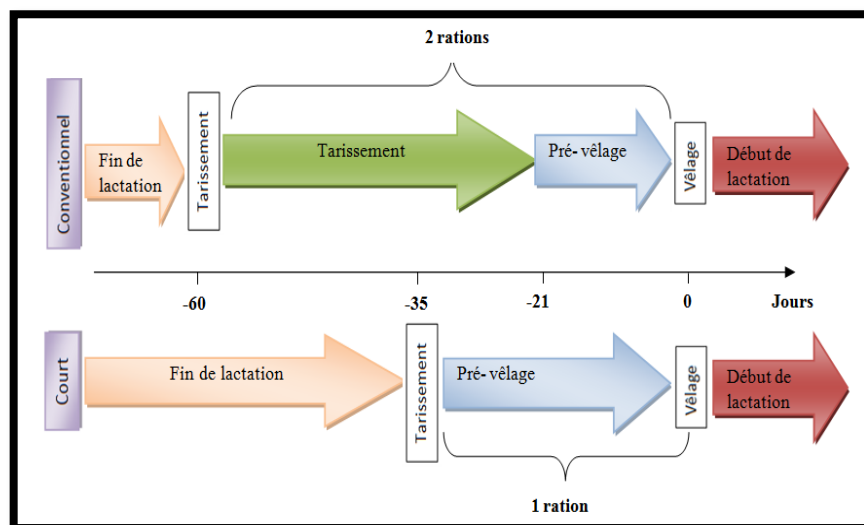 2 rations
Conventionnel
Fin de
lactation
Tarissement
Tarissement
Pré- vêlage
Vêlage
Début de
lactation
-60
-35
-21
0
Jours
Court
Fin de lactation
Tarissement
Pré- vêlage
Vêlage
Début de
lactation
1 ration